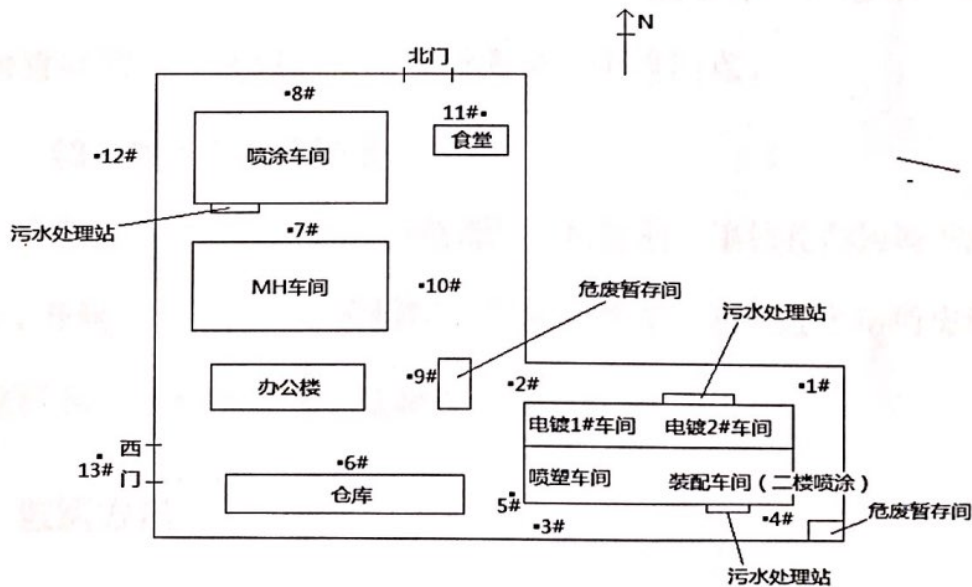 N
北门
▪8#
11#▪
食堂
喷涂车间
▪12#
污水处理站
▪7#
MH车间
▪10#
危废暂存间
污水处理站
▪9#
▪2#
▪1#
办公楼
电镀1#车间
电镀2#车间
西
门
13#
▪6#
仓库
喷塑车间
装配车间（二楼喷涂）
5#
▪3#
▪4#
危废暂存间
污水处理站